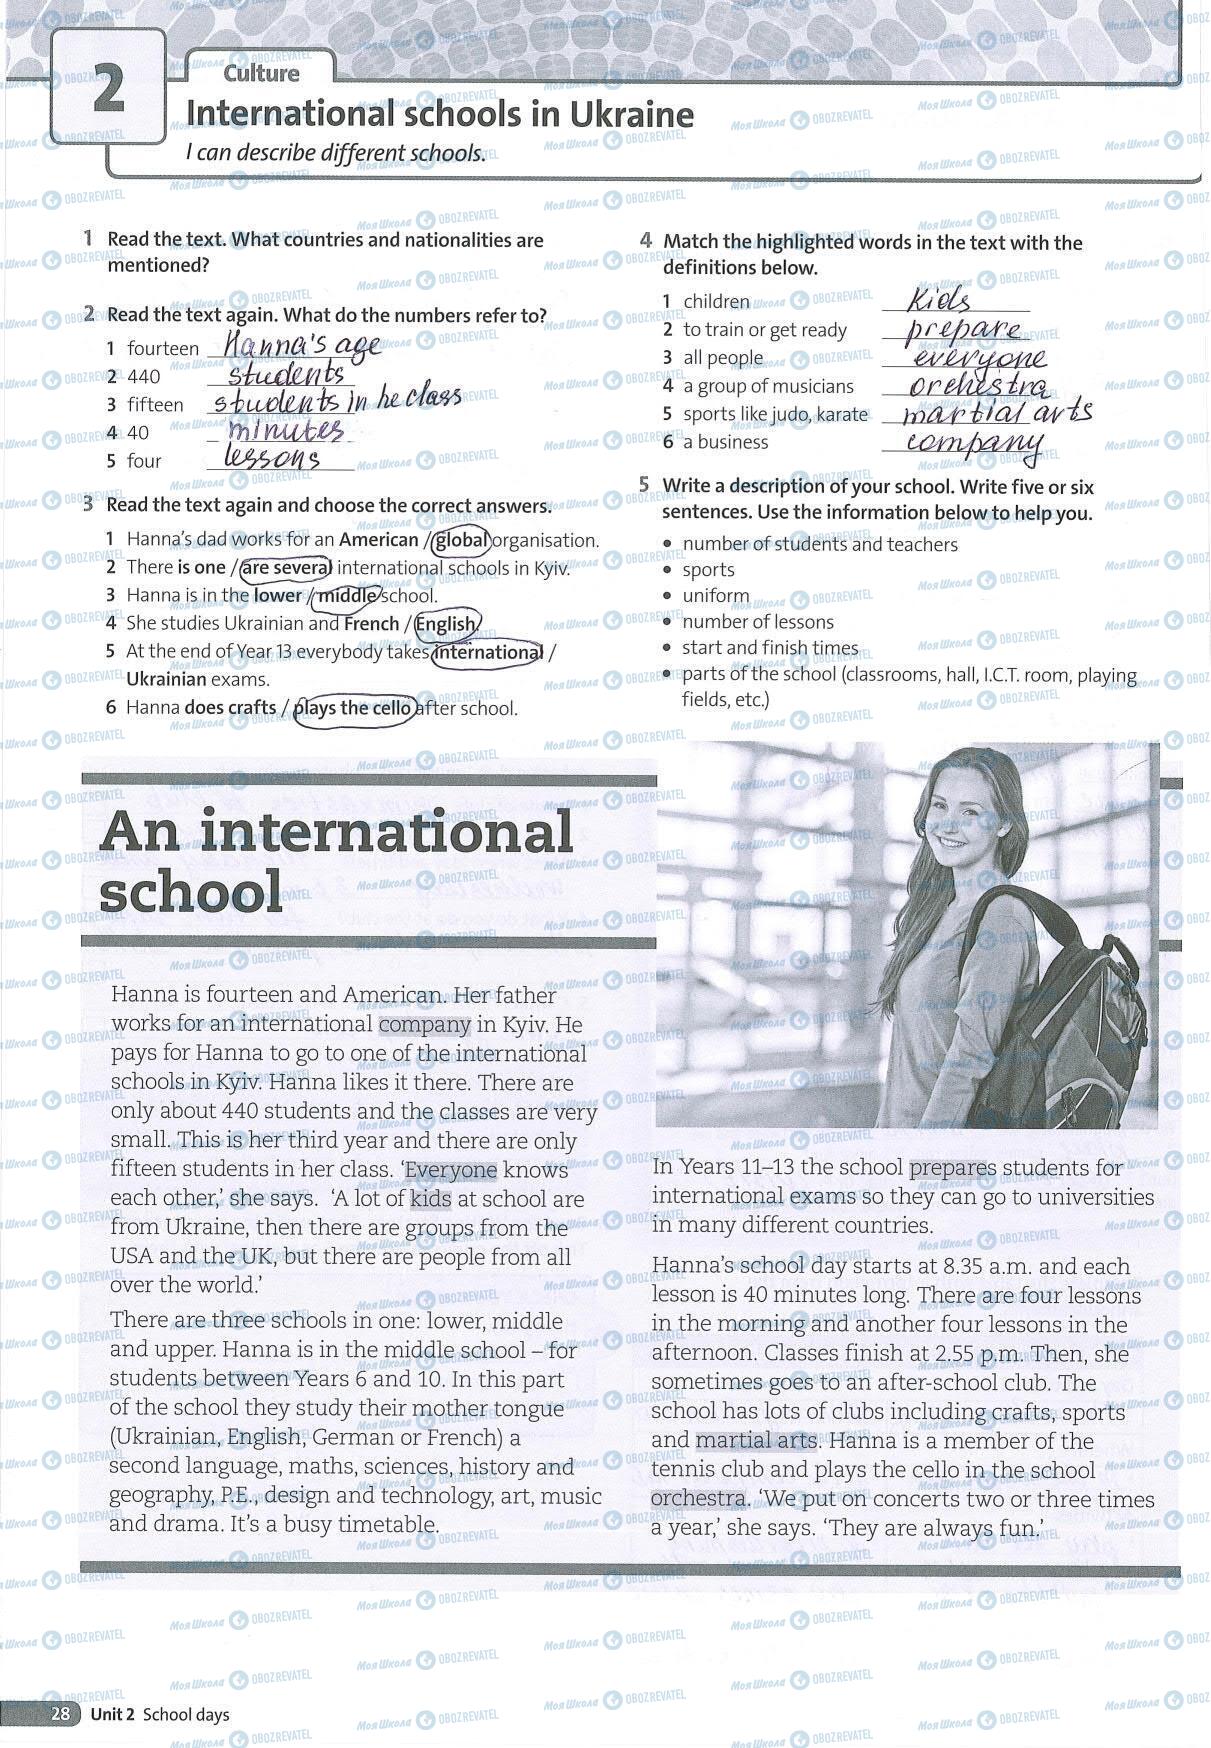 2
Culture
International schools in Ukraine
I can describe different schools.
1 Read the text. What countries and nationalities are
mentioned?
2 Read the text again. What do the numbers refer to?
1 fourteen Hanna's age
2 440 students
3 fifteen students in he class
4 40 minutes
5 four lessons
3 Read the text again and choose the correct answers.
1 Hanna's dad works for an American / global organisation.
2 There is one / are several international schools in Kyiv.
3 Hanna is in the lower / middle school.
4 She studies Ukrainian and French / English.
5 At the end of Year 13 everybody takes international /
Ukrainian exams.
6 Hanna does crafts / plays the cello after school.
4 Match the highlighted words in the text with the
definitions below.
1 children Kids
2 to train or get ready prepare
3 all people everyone
4 a group of musicians orchestra
5 sports like judo, karate martial arts
6 a business company
5 Write a description of your school. Write five or six
sentences. Use the information below to help you.
• number of students and teachers
• sports
• uniform
• number of lessons
• start and finish times
• parts of the school (classrooms, hall, I.C.T. room, playing
fields, etc.)
An international
school
Hanna is fourteen and American. Her father
works for an international company in Kyiv. He
pays for Hanna to go to one of the international
schools in Kyiv. Hanna likes it there. There are
only about 440 students and the classes are very
small. This is her third year and there are only
fifteen students in her class. 'Everyone knows
each other,' she says. 'A lot of kids at school are
from Ukraine, then there are groups from the
USA and the UK, but there are people from all
over the world.'
There are three schools in one: lower, middle
and upper. Hanna is in the middle school – for
students between Years 6 and 10. In this part
of the school they study their mother tongue
(Ukrainian, English, German or French) a
second language, maths, sciences, history and
geography, P.E., design and technology, art, music
and drama. It's a busy timetable.
In Years 11–13 the school prepares students for
international exams so they can go to universities
in many different countries.
Hanna's school day starts at 8.35 a.m. and each
lesson is 40 minutes long. There are four lessons
in the morning and another four lessons in the
afternoon. Classes finish at 2.55 p.m. Then, she
sometimes goes to an after-school club. The
school has lots of clubs including crafts, sports
and martial arts. Hanna is a member of the
tennis club and plays the cello in the school
orchestra. 'We put on concerts two or three times
a year,' she says. 'They are always fun.'
28 Unit 2 School days
МояШкола OBOZREVATEL